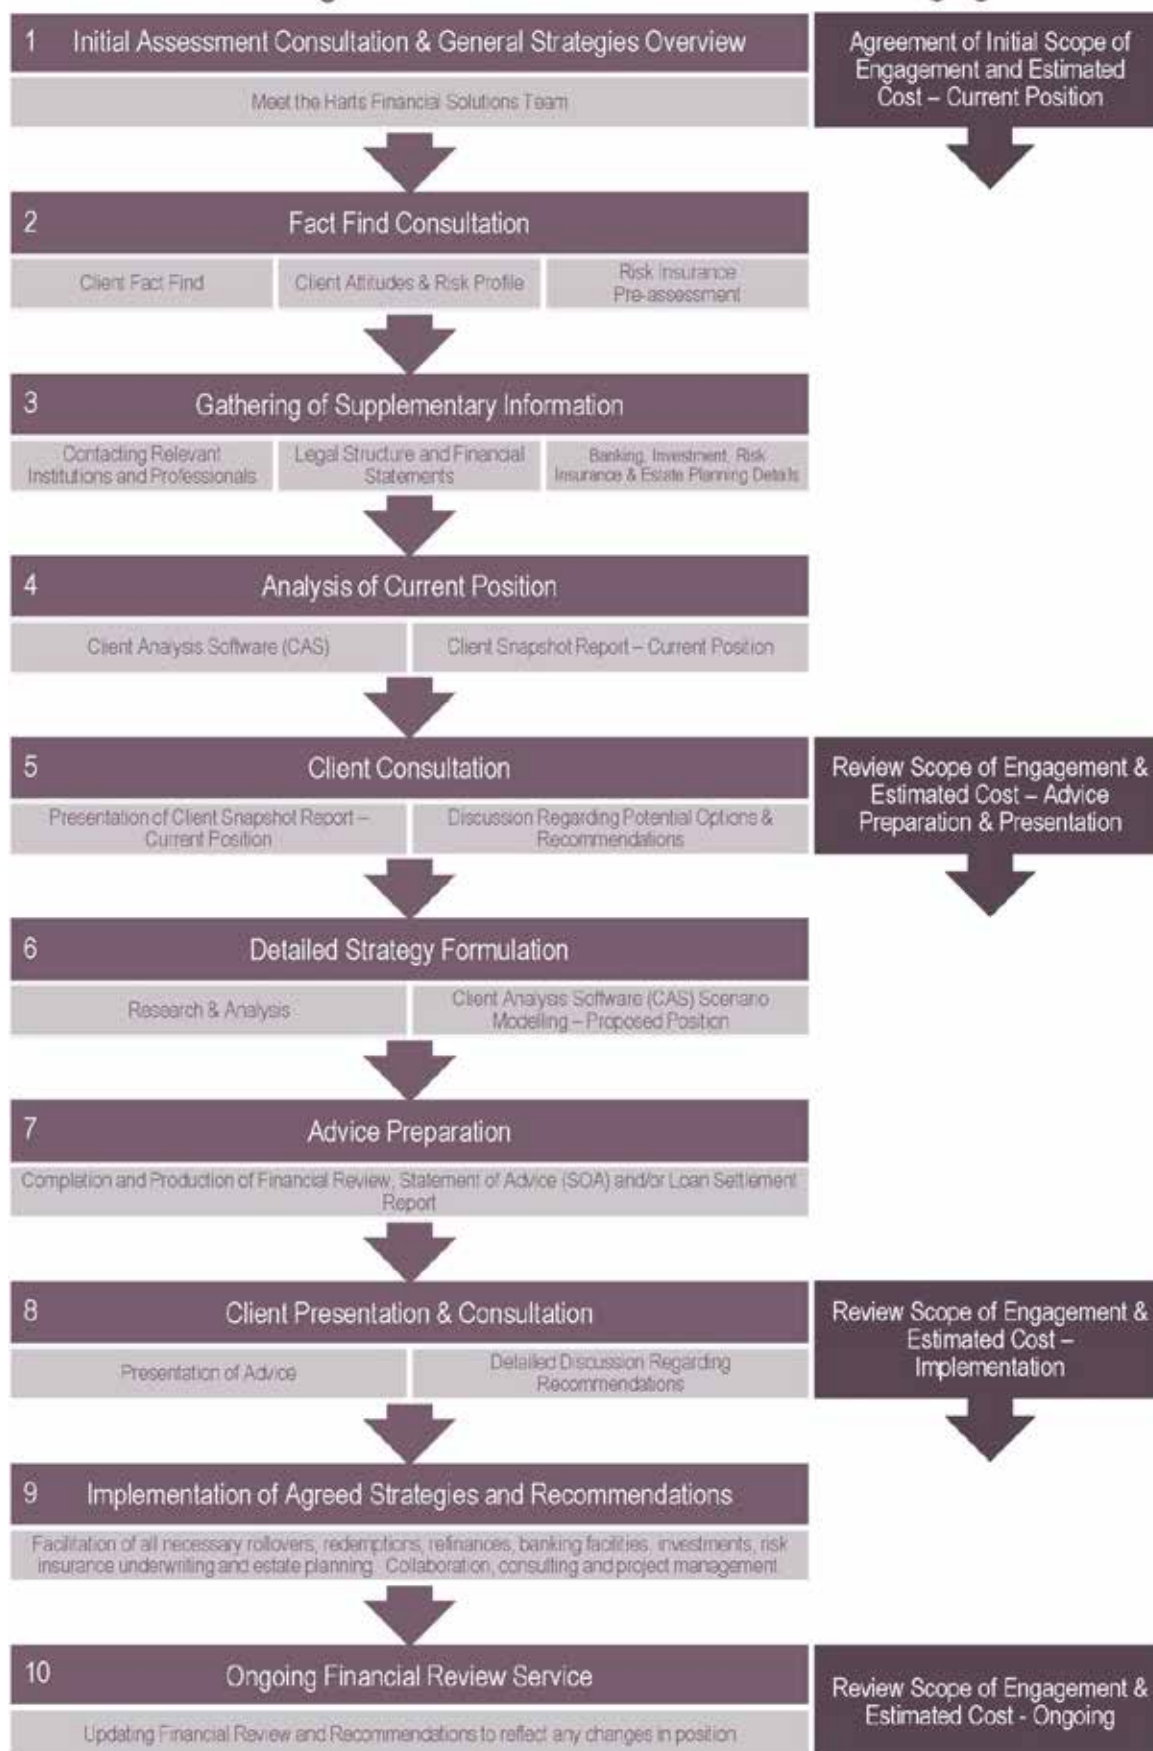 1 Initial Assessment Consultation & General Strategies Overview
Meet the Harts Financial Solutions Team
Agreement of Initial Scope of
Engagement and Estimated
Cost – Current Position
2 Fact Find Consultation
Client Fact Find
Client Attitudes & Risk Profile
Risk Insurance
Pre-assessment
3 Gathering of Supplementary Information
Contacting Relevant
Institutions and Professionals
Legal Structure and Financial
Statements
Banking, Investment, Risk
Insurance & Estate Planning Details
4 Analysis of Current Position
Client Analysis Software (CAS)
Client Snapshot Report – Current Position
5 Client Consultation
Presentation of Client Snapshot Report –
Current Position
Discussion Regarding Potential Options &
Recommendations
Review Scope of Engagement &
Estimated Cost – Advice
Preparation & Presentation
6 Detailed Strategy Formulation
Research & Analysis
Client Analysis Software (CAS) Scenario
Modelling – Proposed Position
7 Advice Preparation
Completion and Production of Financial Review, Statement of Advice (SOA) and/or Loan Settlement
Report
8 Client Presentation & Consultation
Presentation of Advice
Detailed Discussion Regarding
Recommendations
Review Scope of Engagement &
Estimated Cost –
Implementation
9 Implementation of Agreed Strategies and Recommendations
Facilitation of all necessary rollovers, redemptions, refinances, banking facilities, investments, risk
insurance underwriting and estate planning. Collaboration, consulting and project management
10 Ongoing Financial Review Service
Updating Financial Review and Recommendations to reflect any changes in position
Review Scope of Engagement &
Estimated Cost - Ongoing